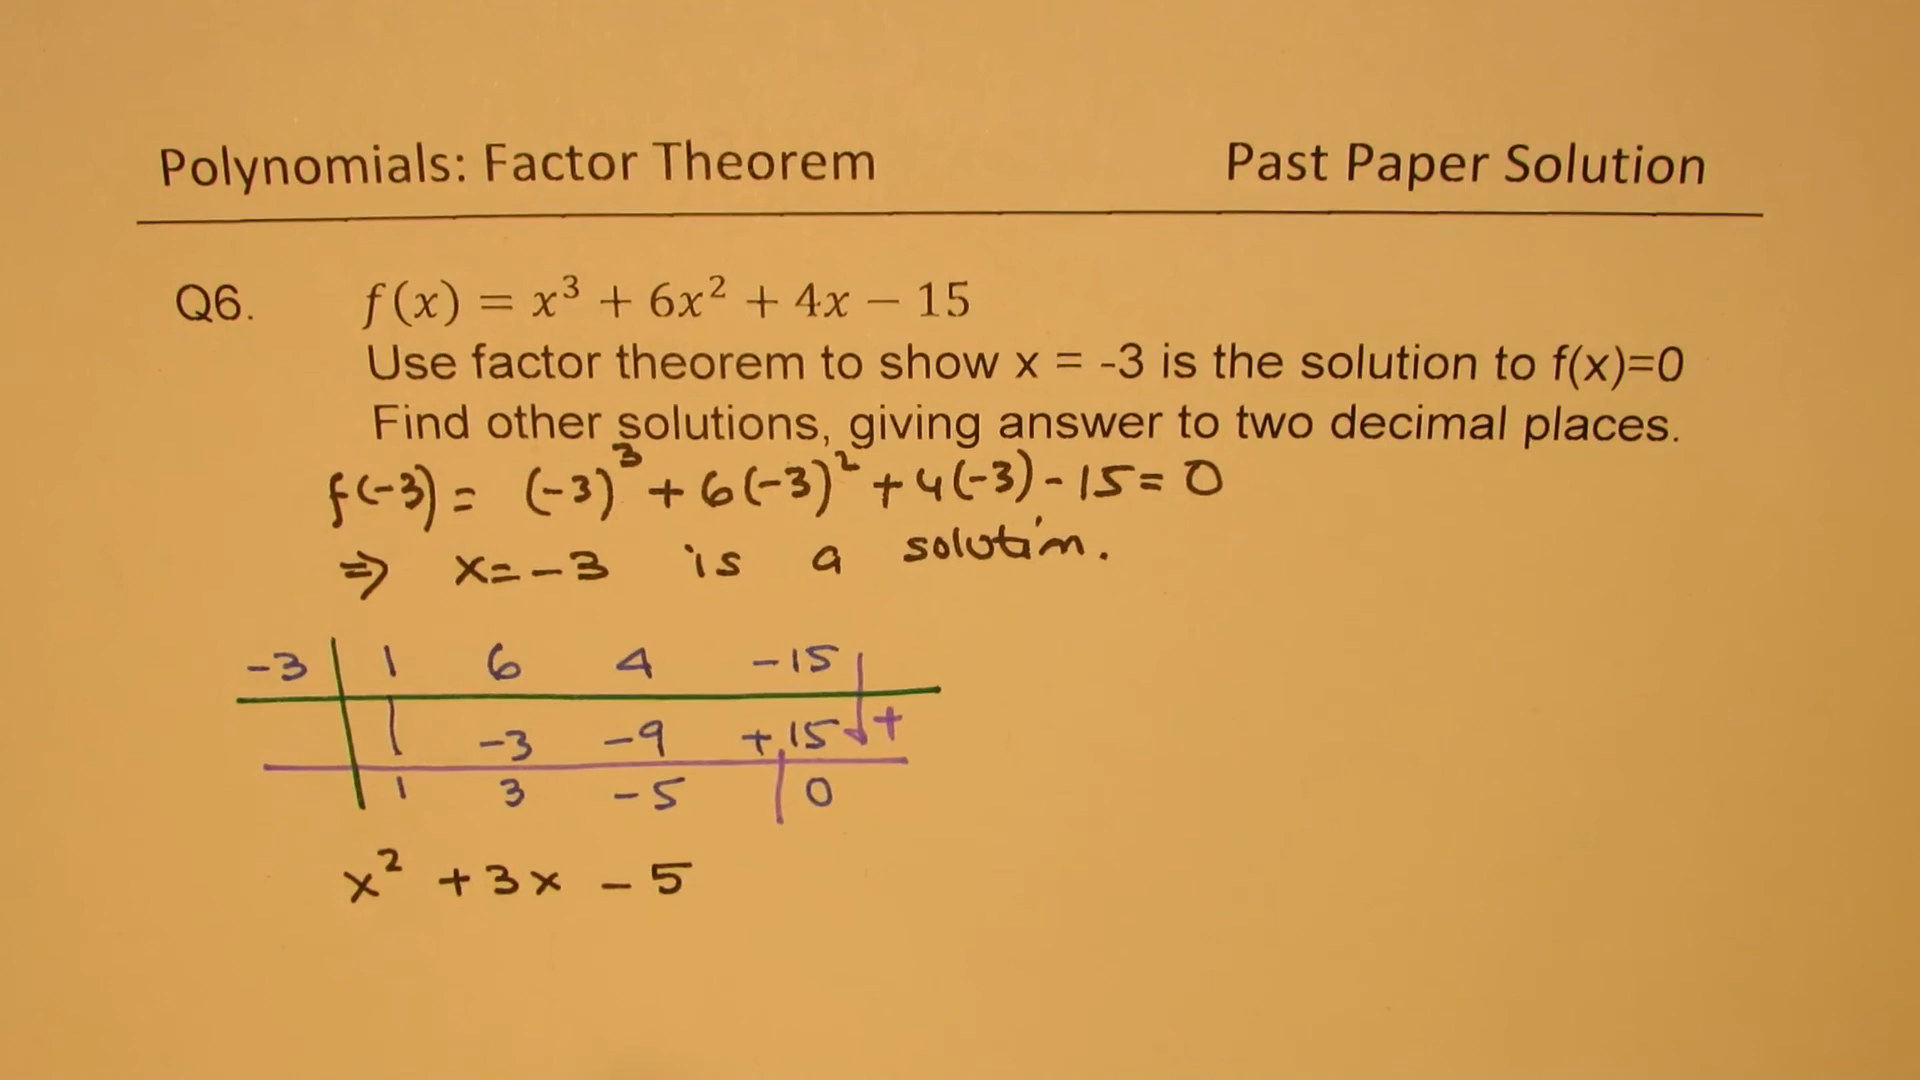 Polynomials: Factor Theorem Past Paper Solution
Q6. f(x) = x³ + 6x² + 4x − 15
Use factor theorem to show x = -3 is the solution to f(x)=0
Find other solutions, giving answer to two decimal places.
f(-3) = (-3)³ + 6(-3)² + 4(-3) - 15 = 0
⇒ x = -3 is a solution.
-3 | 1 6 4 -15
1 -3 -9 +15 +
1 3 -5 | 0
x² + 3x - 5